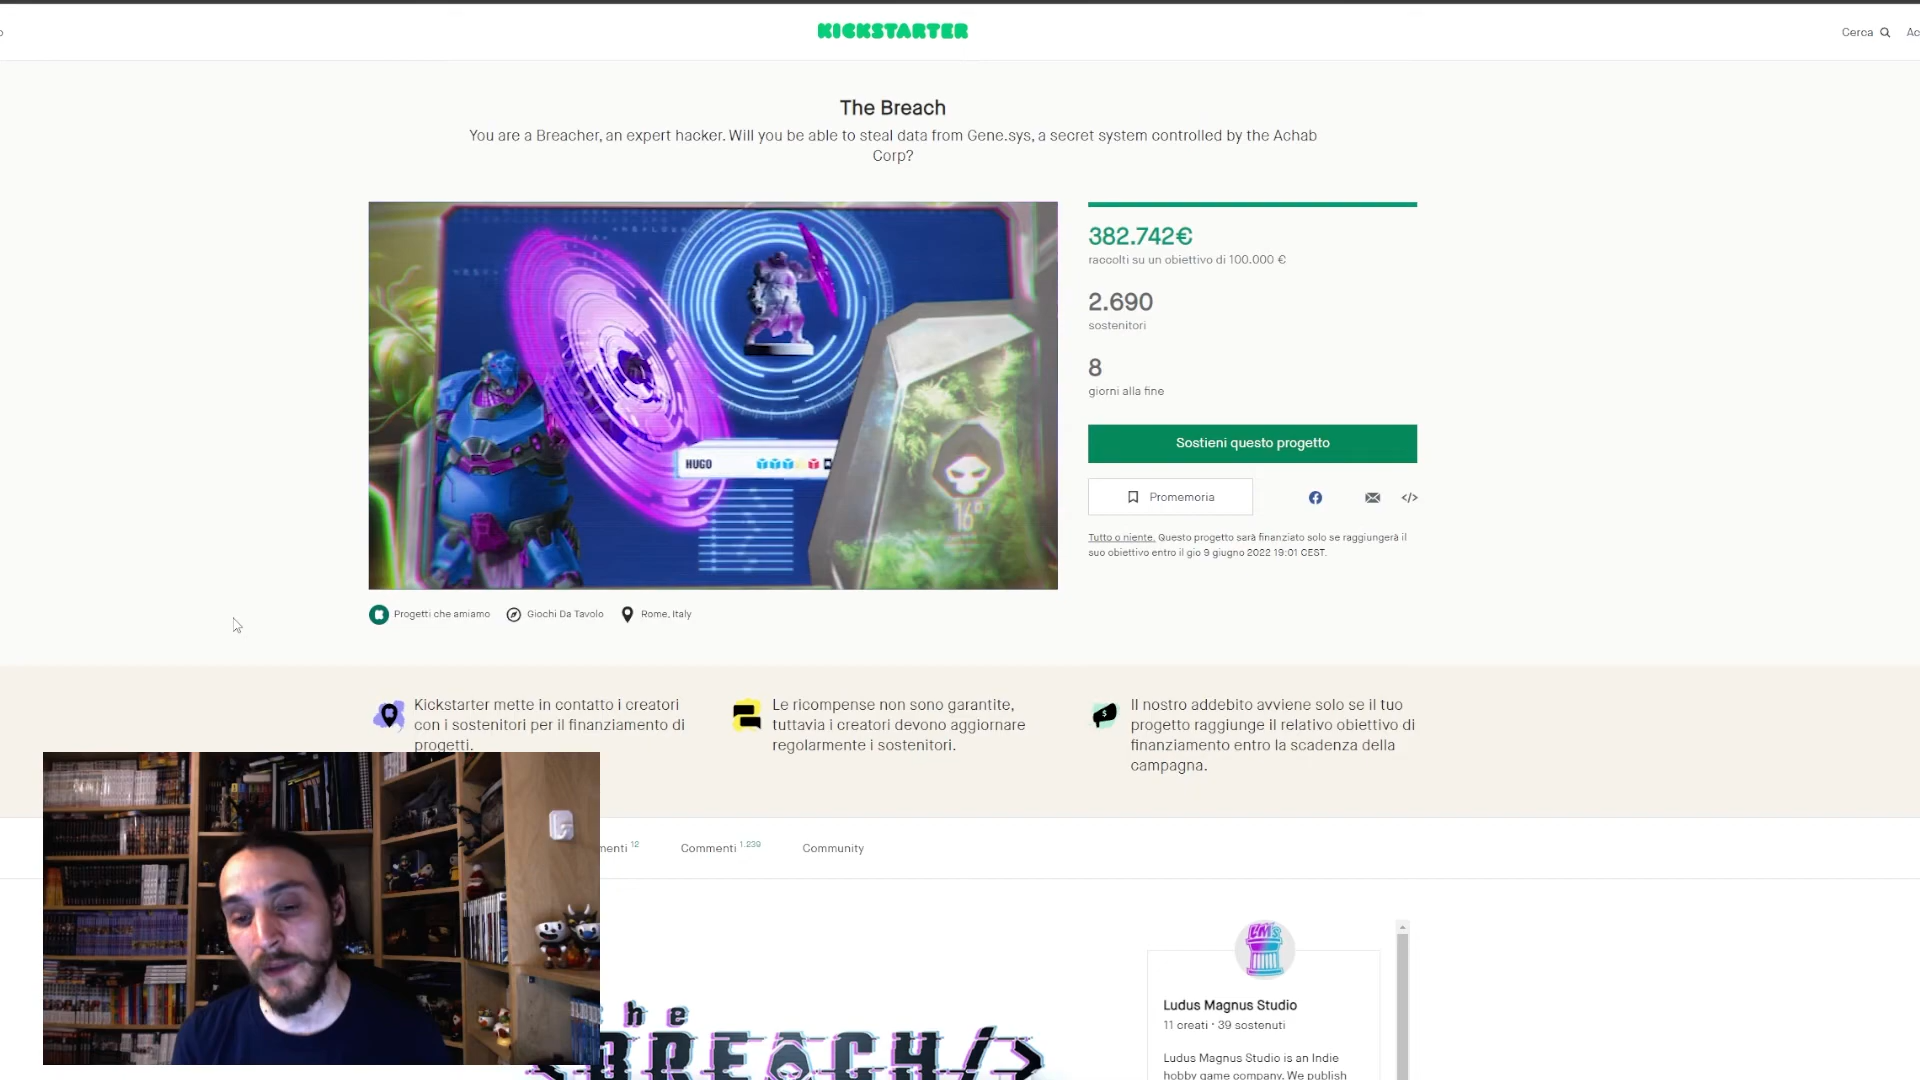 KICKSTARTER
Cerca
The Breach
You are a Breacher, an expert hacker. Will you be able to steal data from Gene.sys, a secret system controlled by the Achab
Corp?
HUGO
16
382.742€
raccolti su un obiettivo di 100.000 €
2.690
sostenitori
8
giorni alla fine
Sostieni questo progetto
Promemoria
</>
Tutto o niente. Questo progetto sarà finanziato solo se raggiungerà il
suo obiettivo entro il gio 9 giugno 2022 19:01 CEST.
Progetti che amiamo
Giochi Da Tavolo
Rome, Italy
Kickstarter mette in contatto i creatori
con i sostenitori per il finanziamento di
progetti.
Le ricompense non sono garantite,
tuttavia i creatori devono aggiornare
regolarmente i sostenitori.
Il nostro addebito avviene solo se il tuo
progetto raggiunge il relativo obiettivo di
finanziamento entro la scadenza della
campagna.
menti 12
Commenti 1.239
Community
he
BREACH/>
LMS
Ludus Magnus Studio
11 creati • 39 sostenuti
Ludus Magnus Studio is an Indie
hobby game company. We publish